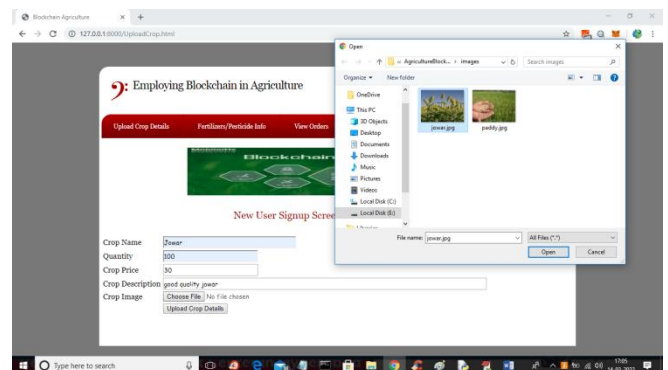 Blockchain Agriculture
127.0.0.1:8000/UploadCrop.html
Employing Blockchain in Agriculture
Upload Crop Details Fertilizers/Pesticide Info View Orders
Blockchain
New User Signup Scree
Crop Name Jowar
Quantity 100
Crop Price 30
Crop Description good quality jowar
Crop Image Choose File No file chosen
Upload Crop Details
Open
« AgricultureBlock... › images Search images
Organize New folder
OneDrive
This PC
3D Objects
Desktop
Documents
Downloads
Music
Pictures
Videos
Local Disk (C:)
Local Disk (E:)
jowar.jpg paddy.jpg
File name: jowar.jpg All Files (*.*)
Open Cancel
Type here to search
17:05